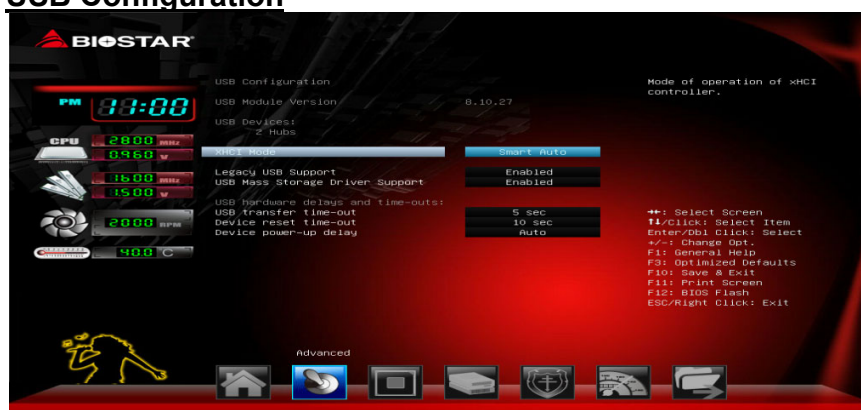 USB Configuration
BIOSTAR
PM 11:00
CPU 2800 MHz
0.960 V
1600 MHz
1.500 V
2000 RPM
40.0 C
USB Configuration
USB Module Version 8.10.27
USB Devices:
2 Hubs
XHCI Mode Smart Auto
Legacy USB Support Enabled
USB Mass Storage Driver Support Enabled
USB hardware delays and time-outs:
USB transfer time-out 5 sec
Device reset time-out 10 sec
Device power-up delay Auto
Mode of operation of xHCI
controller.
→←: Select Screen
↑↓/Click: Select Item
Enter/Dbl Click: Select
+/-: Change Opt.
F1: General Help
F3: Optimized Defaults
F10: Save & Exit
F11: Print Screen
F12: BIOS Flash
ESC/Right Click: Exit
Advanced